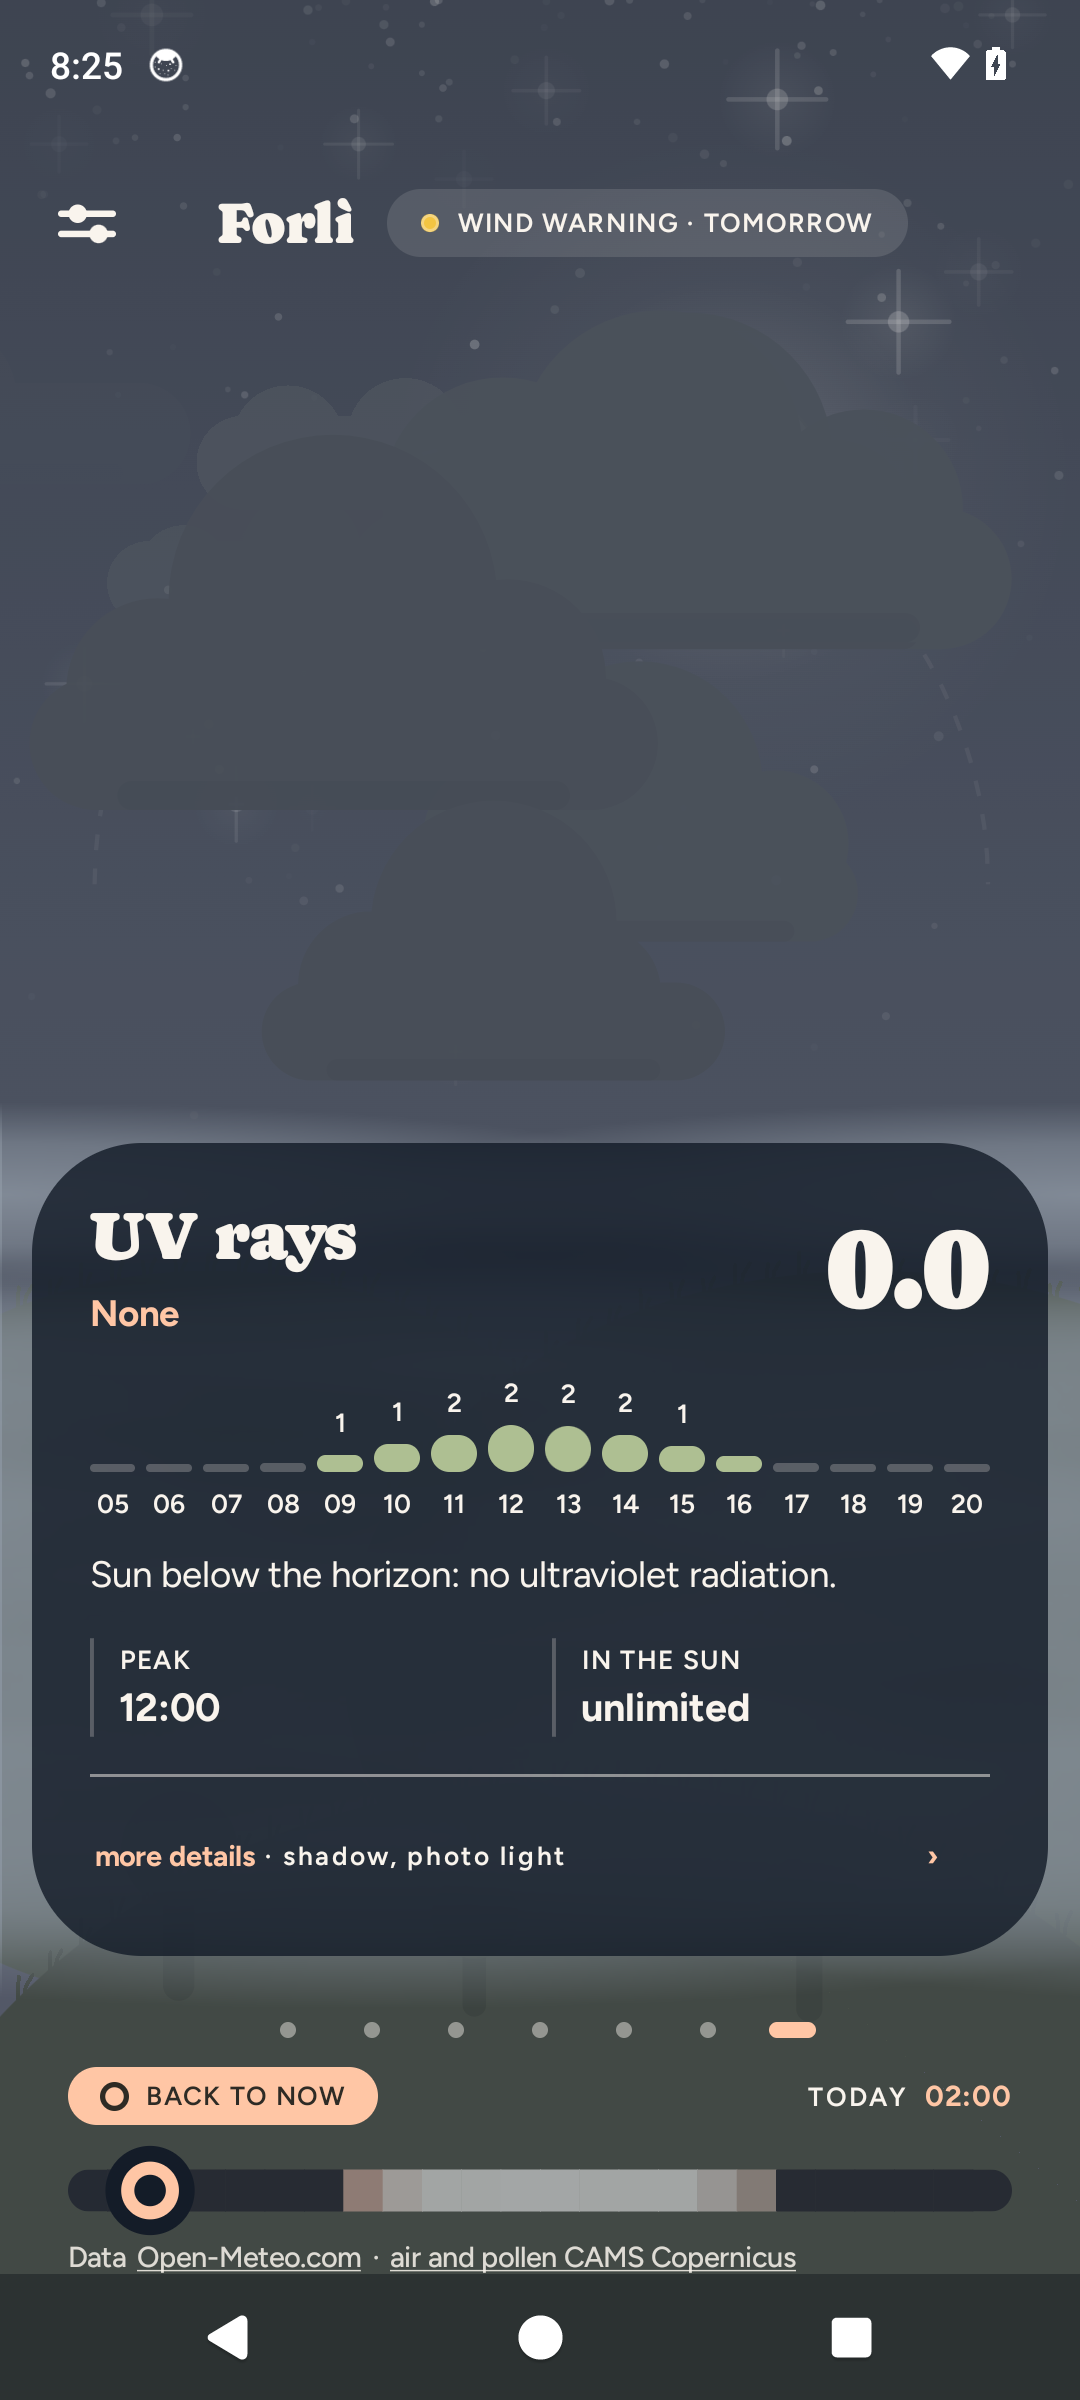 8:25
Forlì
WIND WARNING · TOMORROW
UV rays
0.0
None
1 1 2 2 2 2 1
05 06 07 08 09 10 11 12 13 14 15 16 17 18 19 20
Sun below the horizon: no ultraviolet radiation.
PEAK
12:00
IN THE SUN
unlimited
more details · shadow, photo light ›
BACK TO NOW
TODAY 02:00
Data Open-Meteo.com · air and pollen CAMS Copernicus